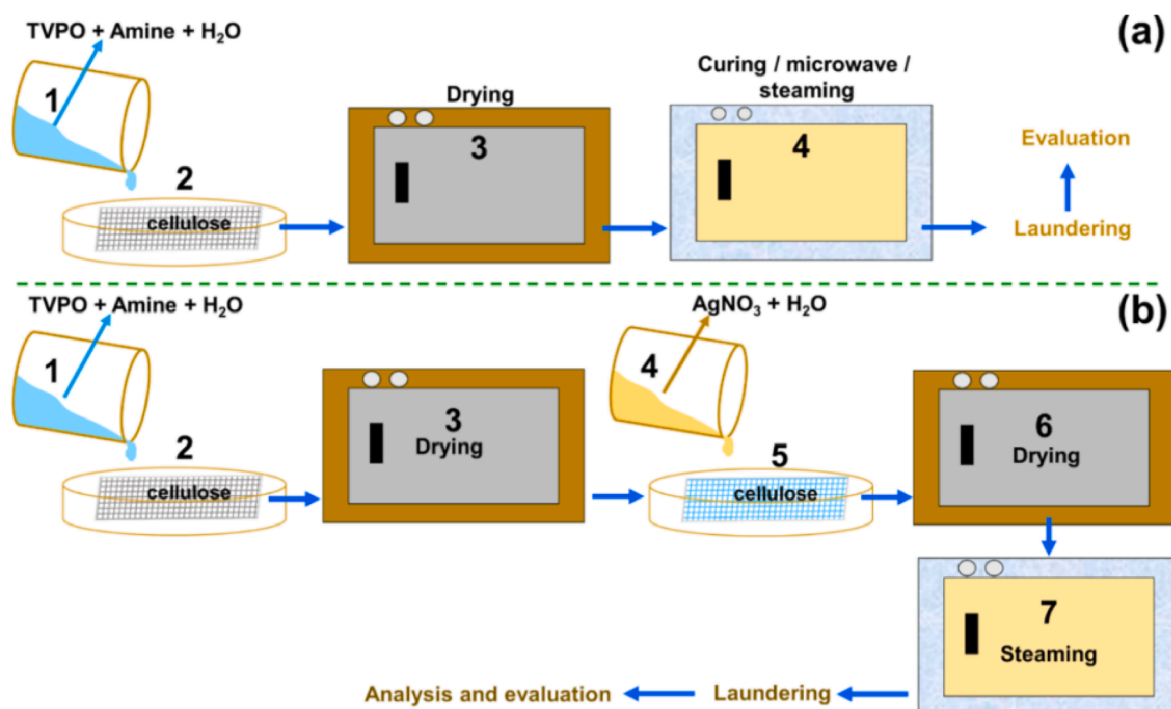 (a)
TVPO + Amine + H₂O
1
2
cellulose
Drying
3
Curing / microwave /
steaming
4
Evaluation
Laundering
(b)
TVPO + Amine + H₂O
1
2
cellulose
3
Drying
AgNO₃ + H₂O
4
5
cellulose
6
Drying
7
Steaming
Laundering
Analysis and evaluation